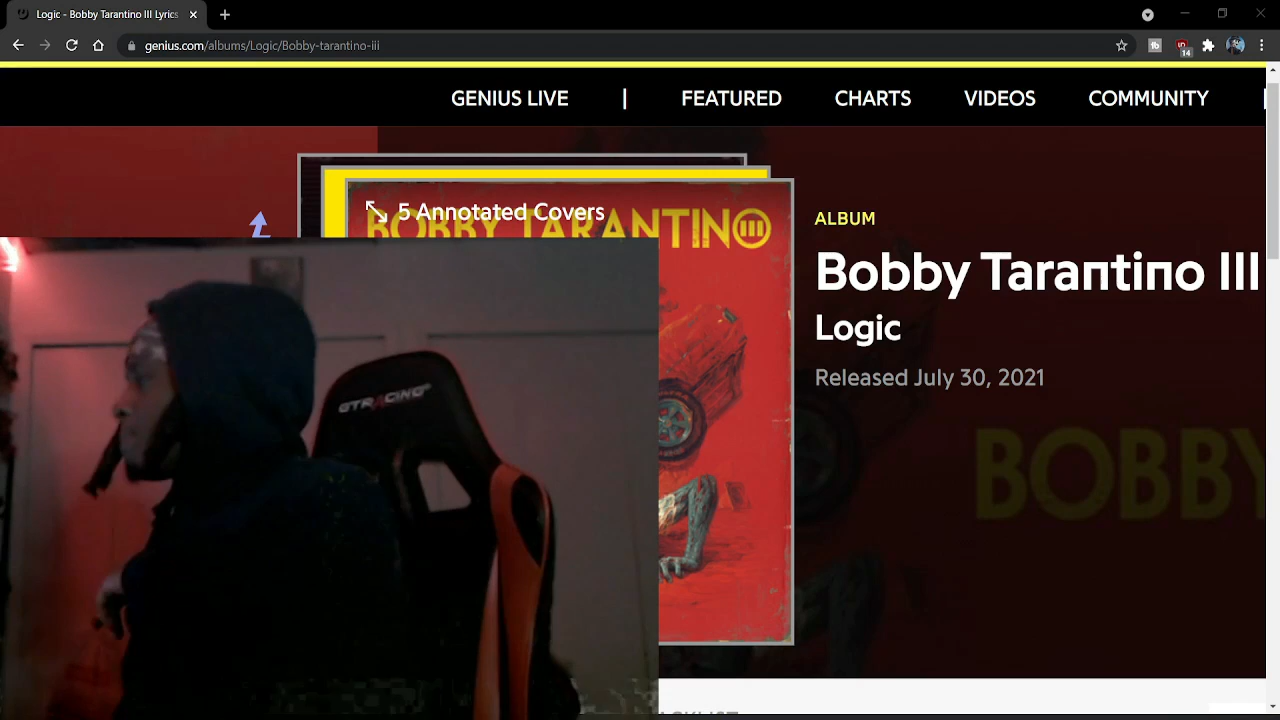 Logic - Bobby Tarantino III Lyrics
genius.com/albums/Logic/Bobby-tarantino-iii
14
GENIUS LIVE | FEATURED CHARTS VIDEOS COMMUNITY
5 Annotated Covers
BOBBY TARANTINO III
ALBUM
Bobby Tarantino III
Logic
Released July 30, 2021
GTRACING
BOBBY